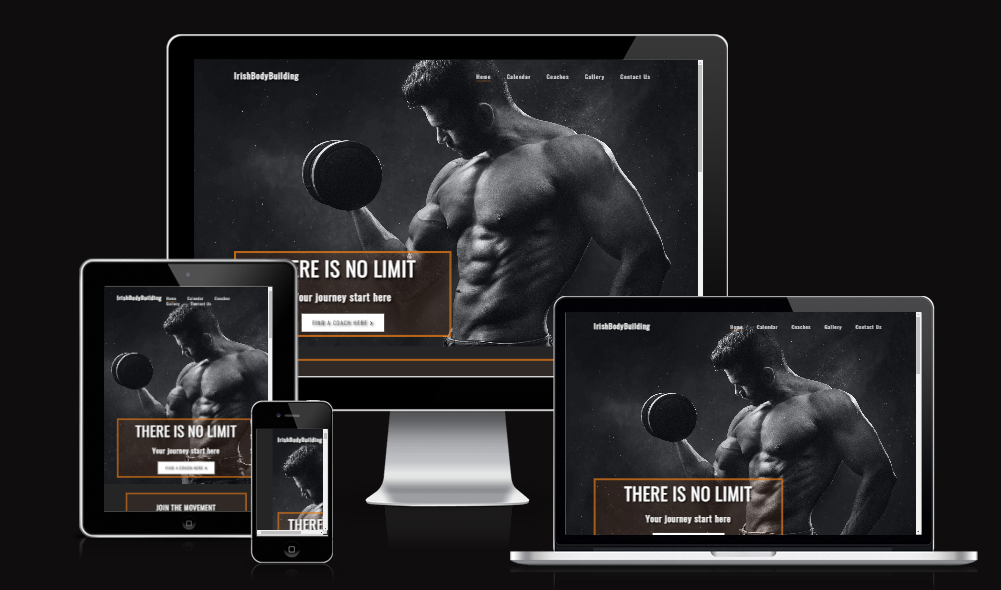 IrishBodyBuilding
Home Calendar Coaches Gallery Contact Us
ERE IS NO LIMIT
our journey start here
FIND A COACH HERE
IrishBodyBuilding
Home Calendar Coaches
Gallery Contact Us
THERE IS NO LIMIT
Your journey start here
FIND A COACH HERE
JOIN THE MOVEMENT
IrishBodyBuilding
THERE
IrishBodyBuilding
Home Calendar Coaches Gallery Contact Us
THERE IS NO LIMIT
Your journey start here